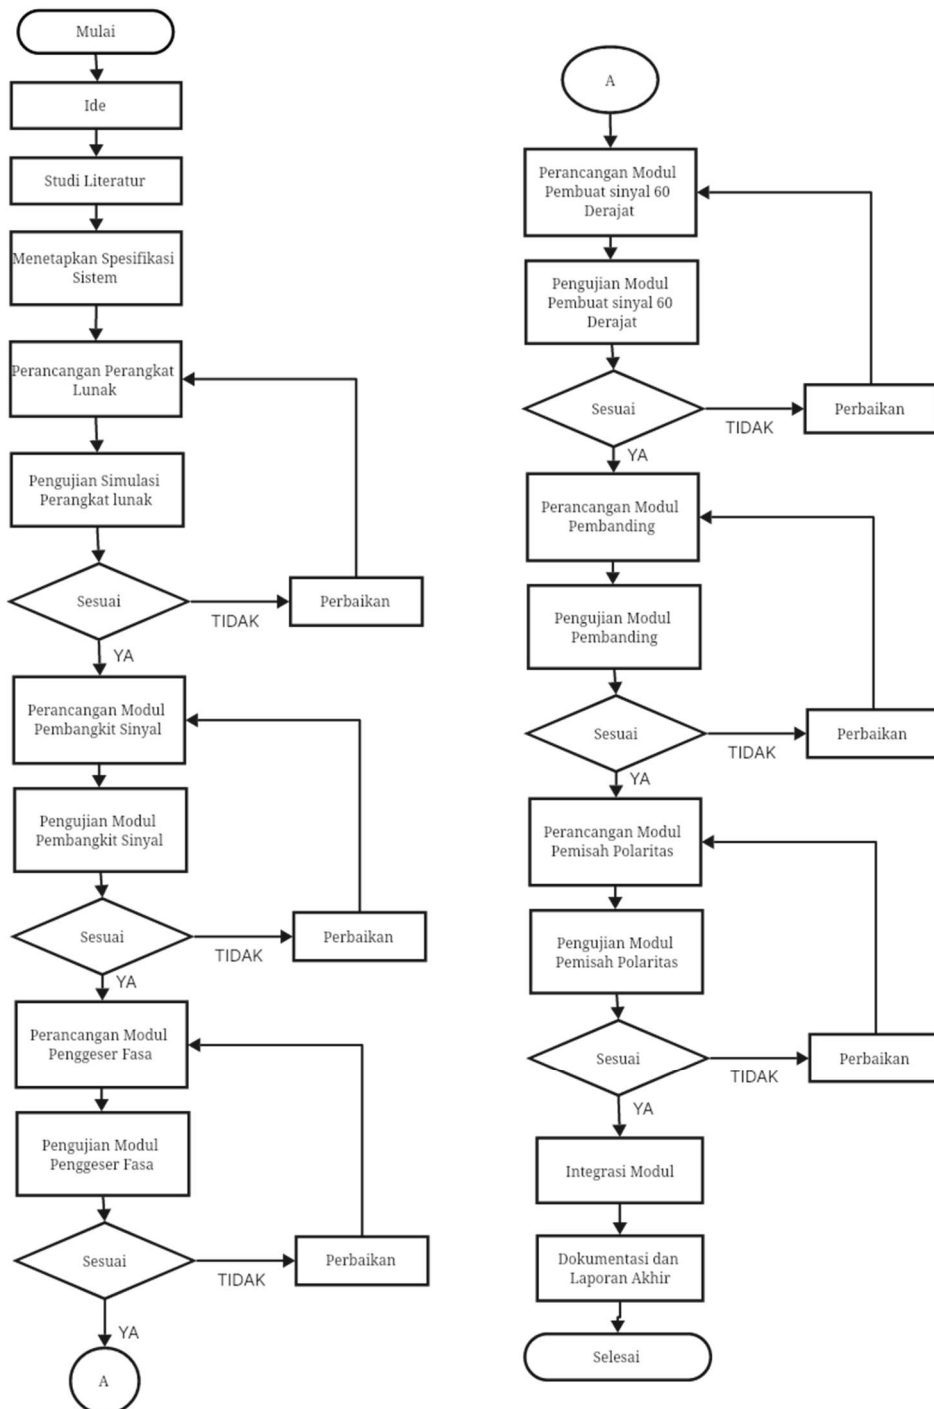 Mulai
Ide
Studi Literatur
Menetapkan Spesifikasi
Sistem
Perancangan Perangkat
Lunak
Pengujian Simulasi
Perangkat lunak
Sesuai
TIDAK
Perbaikan
YA
Perancangan Modul
Pembangkit Sinyal
Pengujian Modul
Pembangkit Sinyal
Sesuai
TIDAK
Perbaikan
YA
Perancangan Modul
Penggeser Fasa
Pengujian Modul
Penggeser Fasa
Sesuai
TIDAK
Perbaikan
YA
A
A
Perancangan Modul
Pembuat sinyal 60
Derajat
Pengujian Modul
Pembuat sinyal 60
Derajat
Sesuai
TIDAK
Perbaikan
YA
Perancangan Modul
Pembanding
Pengujian Modul
Pembanding
Sesuai
TIDAK
Perbaikan
YA
Perancangan Modul
Pemisah Polaritas
Pengujian Modul
Pemisah Polaritas
Sesuai
TIDAK
Perbaikan
YA
Integrasi Modul
Dokumentasi dan
Laporan Akhir
Selesai